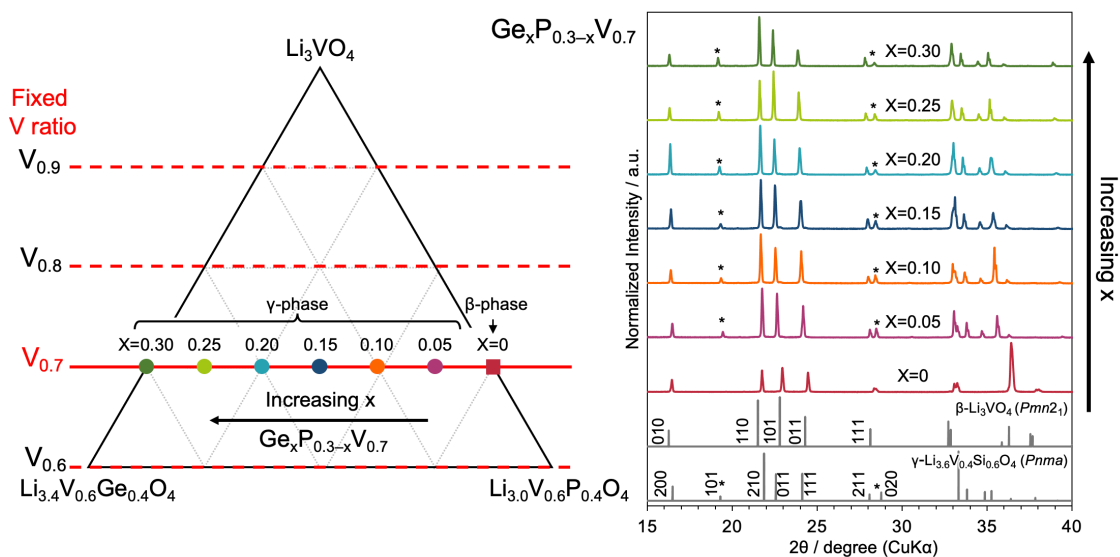 Li₃VO₄
Fixed
V ratio
V₀.₉
V₀.₈
γ-phase
β-phase
X=0.30 0.25 0.20 0.15 0.10 0.05 X=0
V₀.₇
Increasing x
GeₓP₀.₃₋ₓV₀.₇
V₀.₆
Li₃.₄V₀.₆Ge₀.₄O₄
Li₃.₀V₀.₆P₀.₄O₄
GeₓP₀.₃₋ₓV₀.₇
Normalized Intensity / a.u.
* * X=0.30
* * X=0.25
* * X=0.20
* * X=0.15
* * X=0.10
* * X=0.05
X=0
Increasing x
β-Li₃VO₄ (Pmn2₁)
010 110 101 011 111
γ-Li₃.₆V₀.₄Si₀.₆O₄ (Pnma)
200 101* 210 011 111 211 * 020
15 20 25 30 35 40
2θ / degree (CuKα)